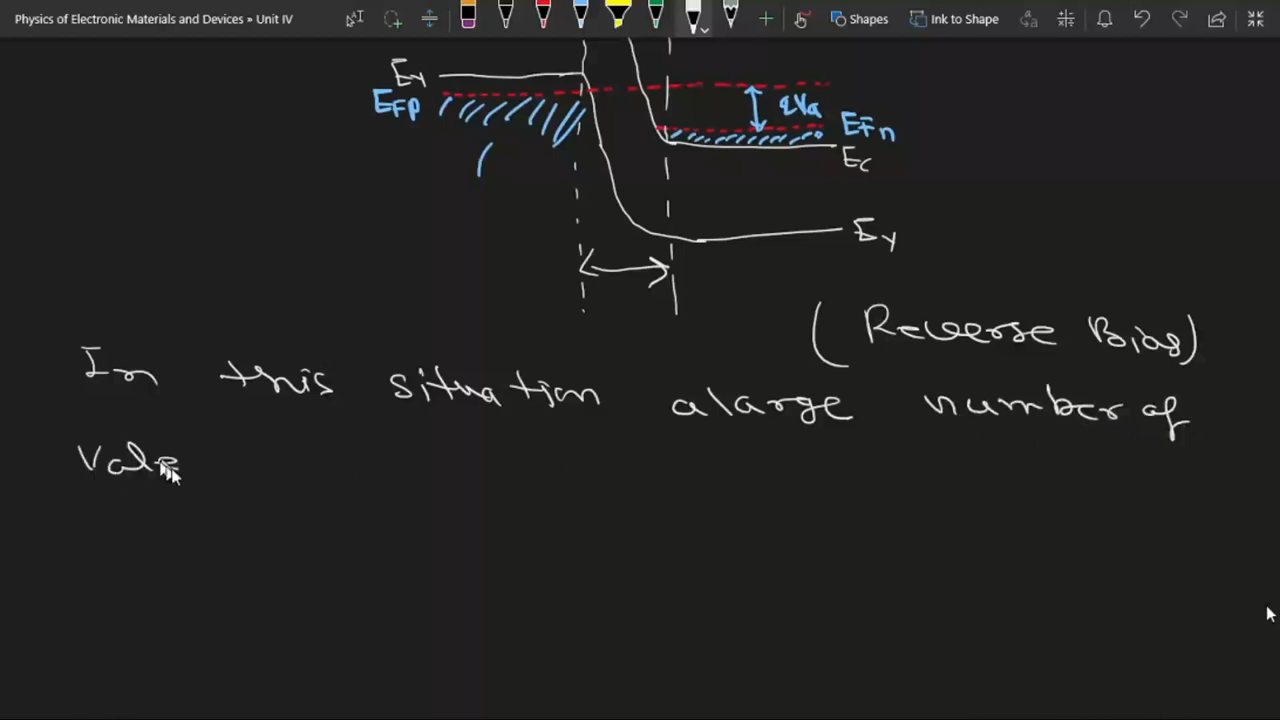 Physics of Electronic Materials and Devices » Unit IV
Shapes
Ink to Shape
Ev
EFp
qVa
EFn
Ec
Ev
(Reverse Bias)
In this situation a large number of
Vale